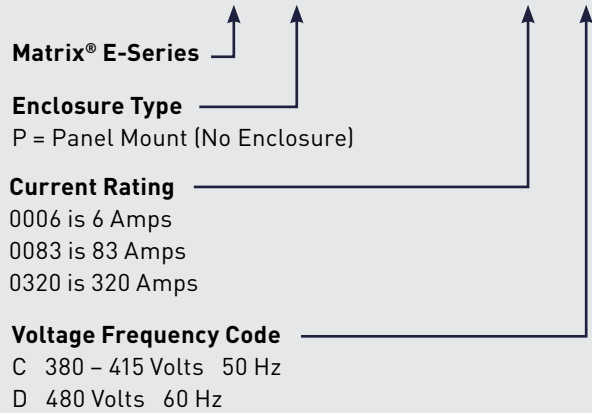 Matrix® E-Series
Enclosure Type
P = Panel Mount (No Enclosure)
Current Rating
0006 is 6 Amps
0083 is 83 Amps
0320 is 320 Amps
Voltage Frequency Code
C 380 – 415 Volts 50 Hz
D 480 Volts 60 Hz